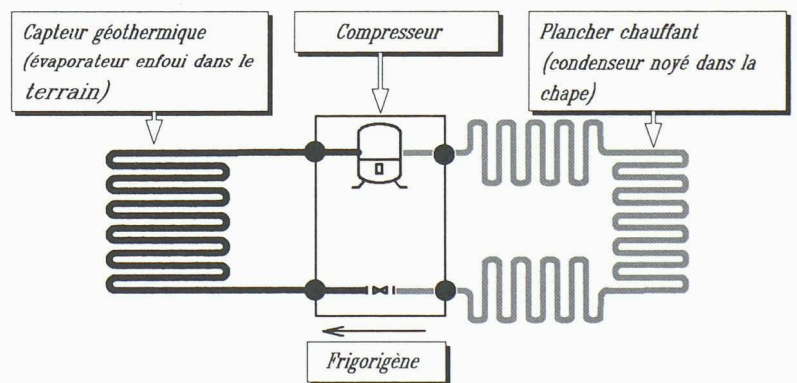 Capteur géothermique
(évaporateur enfoui dans le
terrain)
Compresseur
Plancher chauffant
(condenseur noyé dans la
chape)
Frigorigène